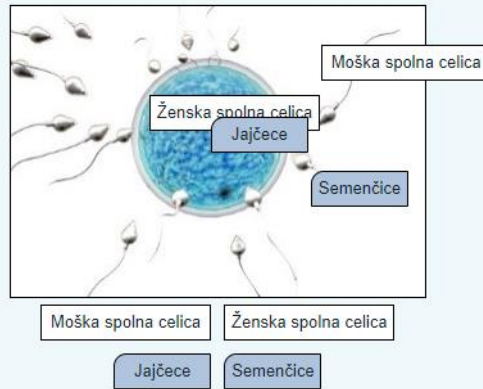 Moška spolna celica
Ženska spolna celica
Jajčece
Semenčice
Moška spolna celica
Ženska spolna celica
Jajčece
Semenčice